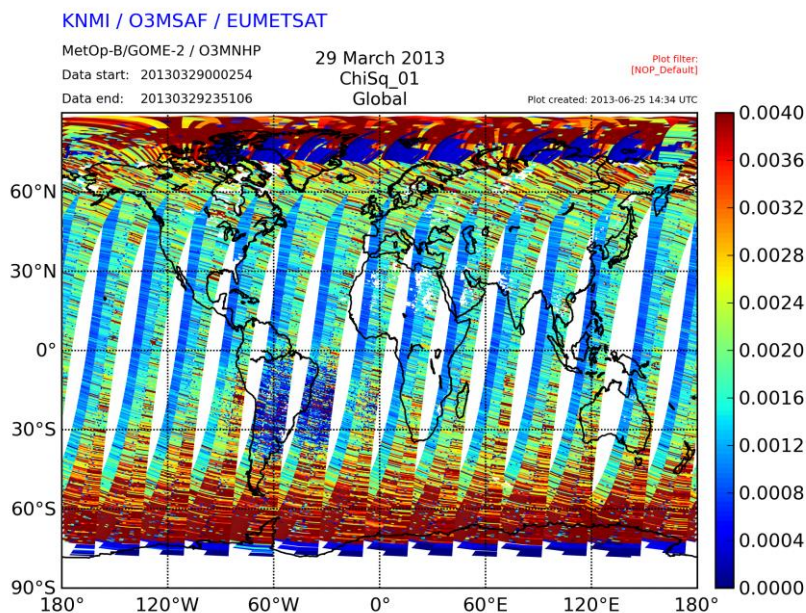 KNMI / O3MSAF / EUMETSAT
MetOp-B/GOME-2 / O3MNHP
Data start: 20130329000254
Data end: 20130329235106
29 March 2013
ChiSq_01
Global
Plot filter:
[NOP_Default]
Plot created: 2013-06-25 14:34 UTC
60°N
30°N
0°
30°S
60°S
90°S
180°
120°W
60°W
0°
60°E
120°E
180°
0.0040
0.0036
0.0032
0.0028
0.0024
0.0020
0.0016
0.0012
0.0008
0.0004
0.0000